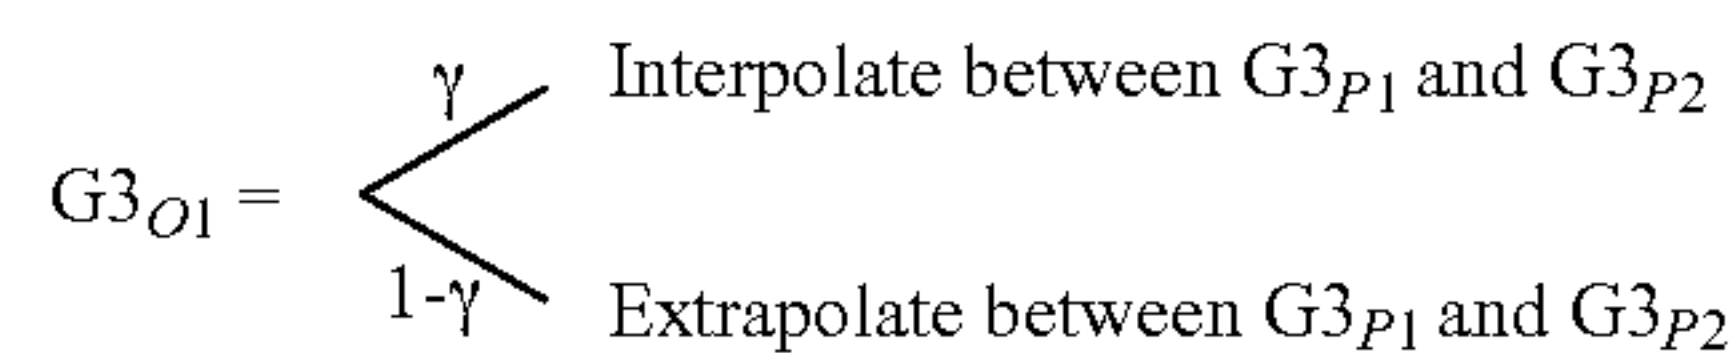 γ Interpolate between G3P1 and G3P2
G3O1 =
1-γ Extrapolate between G3P1 and G3P2